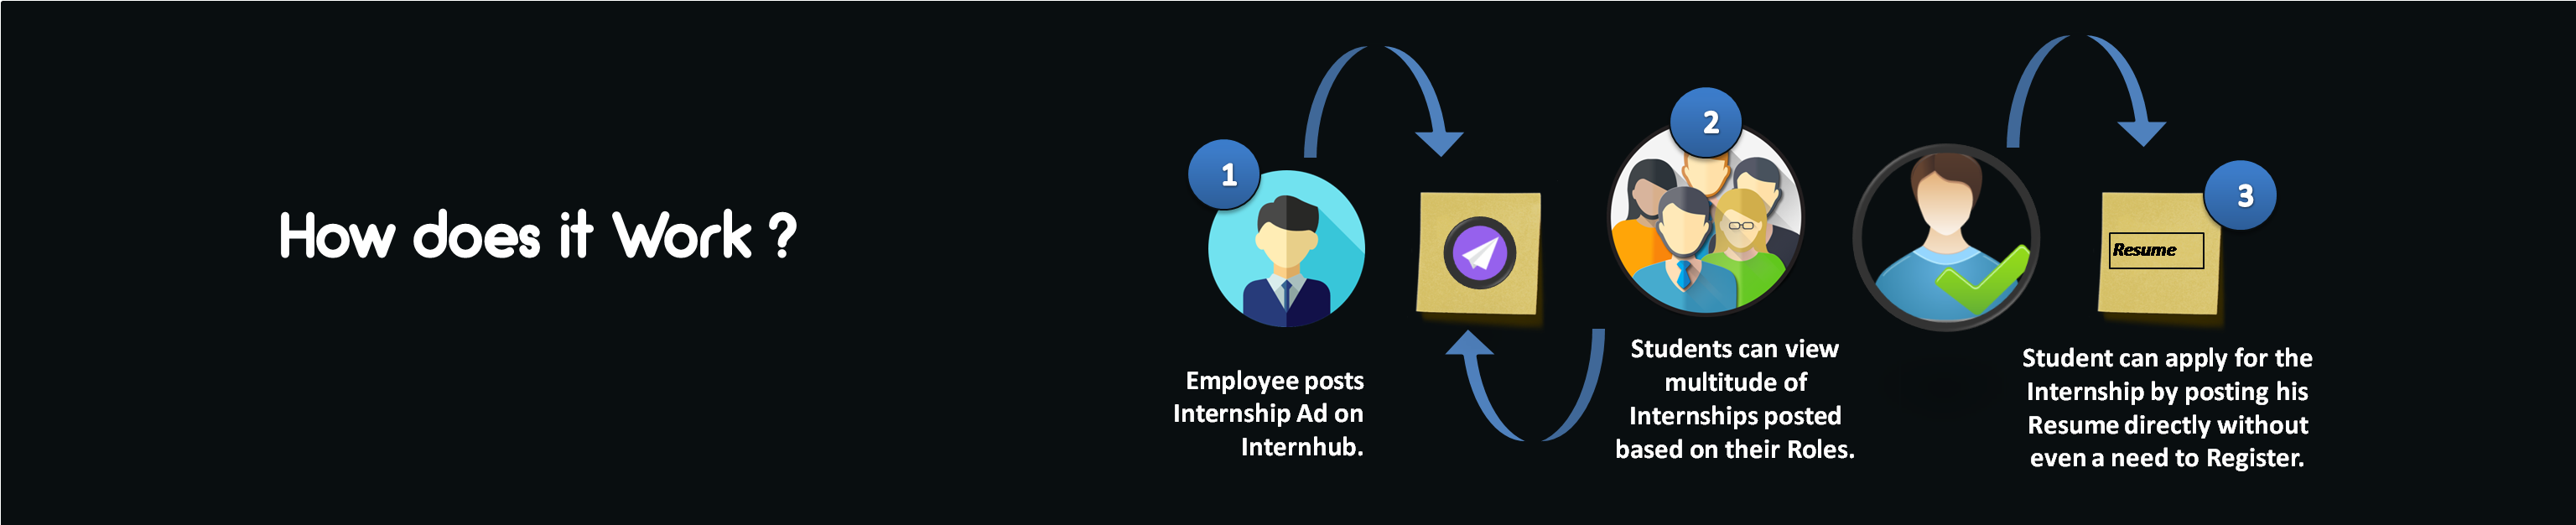 How does it Work ?
1
Employee posts
Internship Ad on
Internhub.
2
Students can view
multitude of
Internships posted
based on their Roles.
3
Resume
Student can apply for the
Internship by posting his
Resume directly without
even a need to Register.